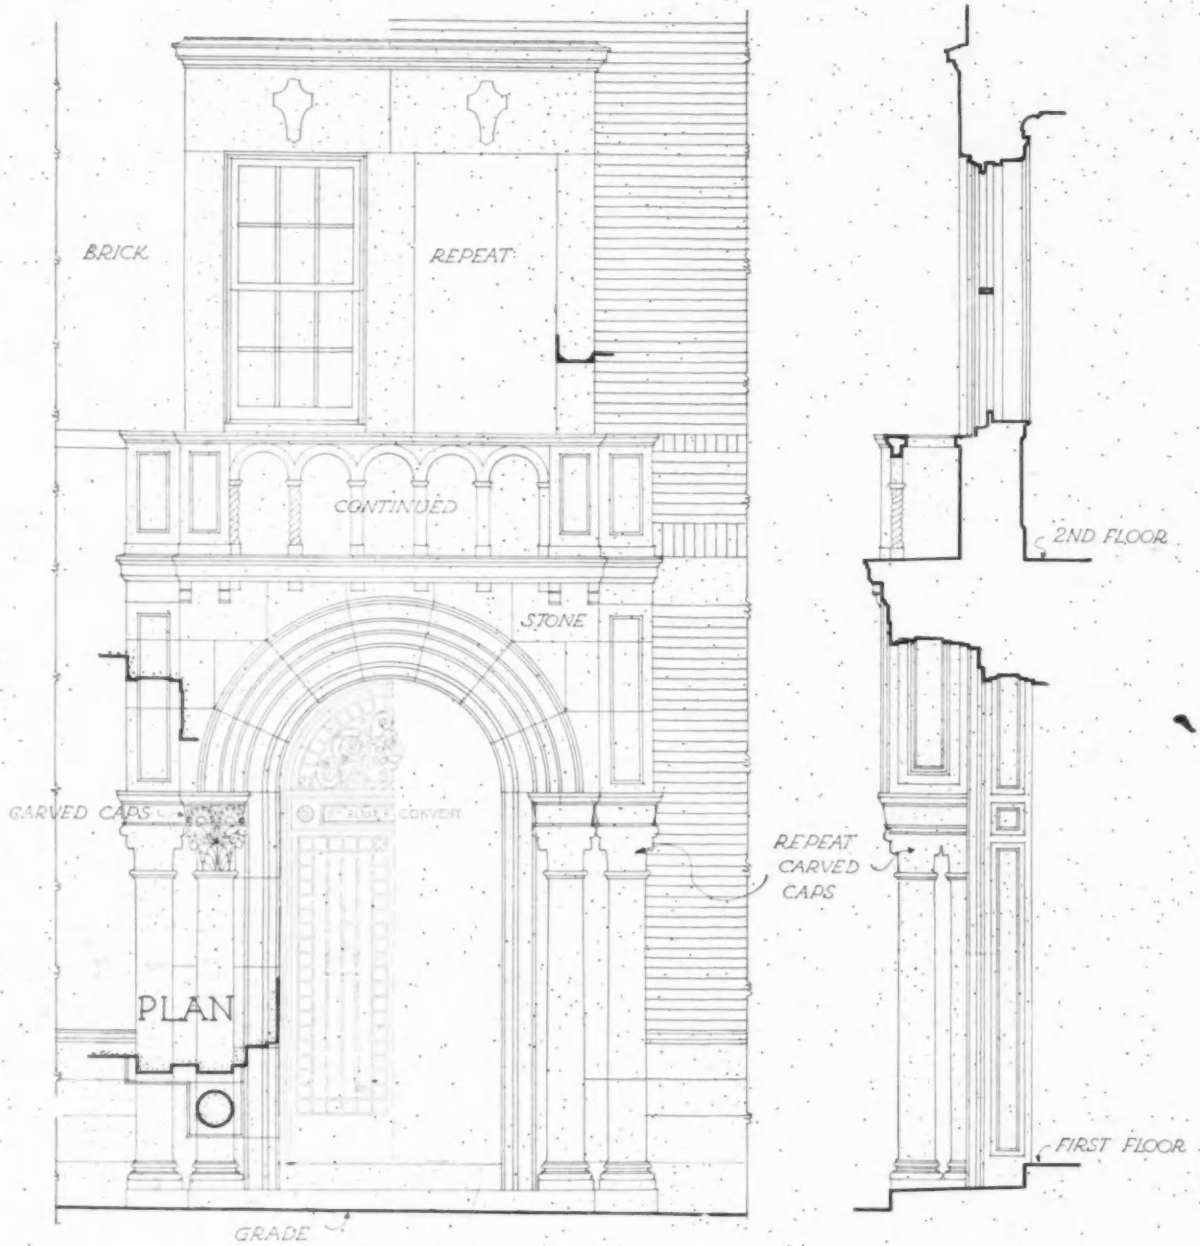 BRICK
REPEAT
CONTINUED
2ND FLOOR
STONE
CARVED CAPS
CONVENT
REPEAT
CARVED
CAPS
PLAN
FIRST FLOOR
GRADE